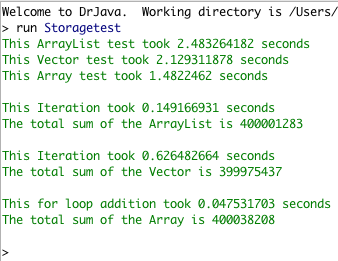 Welcome to DrJava.  Working directory is /Users/
> run Storagetest
This ArrayList test took 2.483264182 seconds
This Vector test took 2.129311878 seconds
This Array test took 1.4822462 seconds
This Iteration took 0.149166931 seconds
The total sum of the ArrayList is 400001283
This Iteration took 0.626482664 seconds
The total sum of the Vector is 399975437
This for loop addition took 0.047531703 seconds
The total sum of the Array is 400038208
>